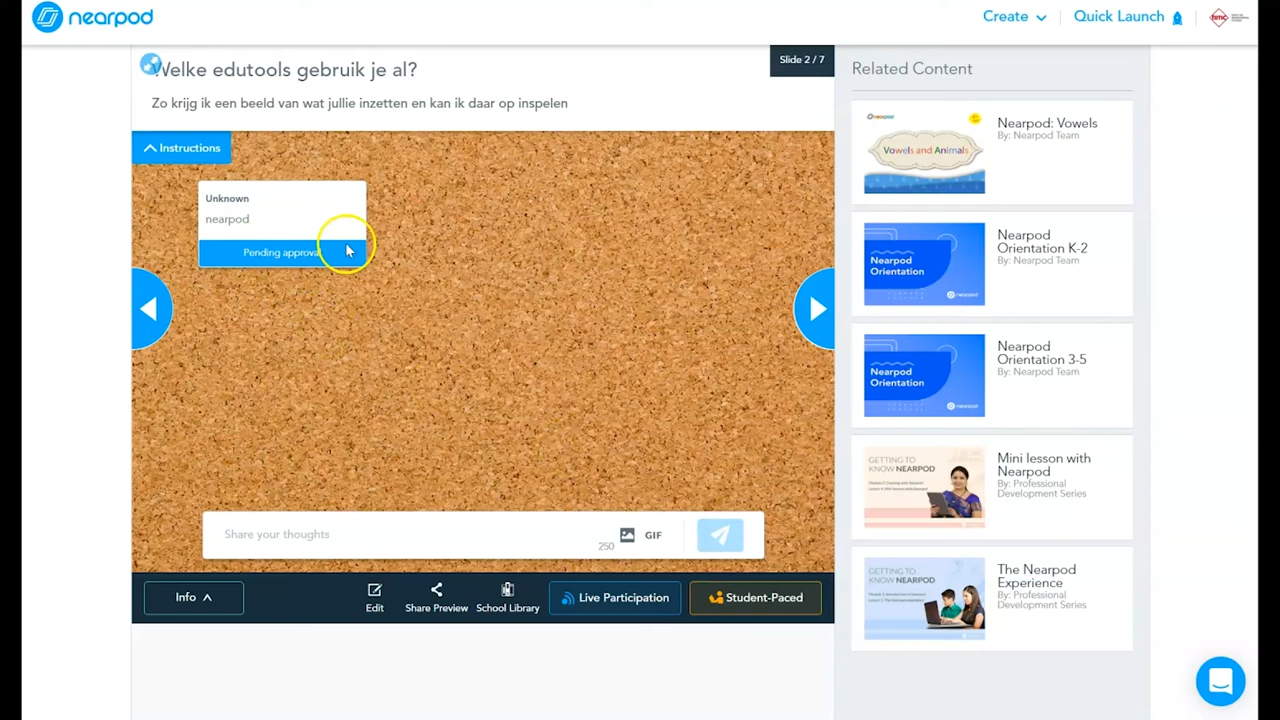 nearpod
Create
Quick Launch
Welke edutools gebruik je al?
Slide 2 / 7
Zo krijg ik een beeld van wat jullie inzetten en kan ik daar op inspelen
Instructions
Unknown
nearpod
Pending approval
Share your thoughts
250
GIF
Info
Edit
Share Preview
School Library
Live Participation
Student-Paced
Related Content
nearpod
Vowels and Animals
Nearpod: Vowels
By: Nearpod Team
Nearpod
Orientation
nearpod
Nearpod
Orientation K-2
By: Nearpod Team
Nearpod
Orientation
nearpod
Nearpod
Orientation 3-5
By: Nearpod Team
GETTING TO
KNOW NEARPOD
Mini lesson with
Nearpod
By: Professional
Development Series
GETTING TO
KNOW NEARPOD
The Nearpod
Experience
By: Professional
Development Series